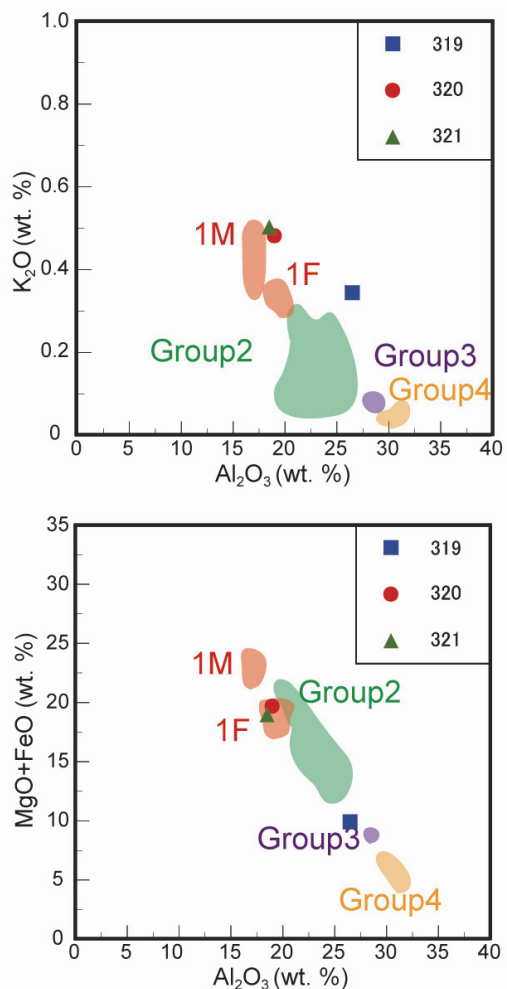 1.0
0.8
0.6
0.4
0.2
0
K₂O (wt. %)
319
320
321
1M
1F
Group2
Group3
Group4
0 5 10 15 20 25 30 35 40
Al₂O₃ (wt. %)
35
30
25
20
15
10
5
0
MgO+FeO (wt. %)
319
320
321
1M
Group2
1F
Group3
Group4
0 5 10 15 20 25 30 35 40
Al₂O₃ (wt. %)